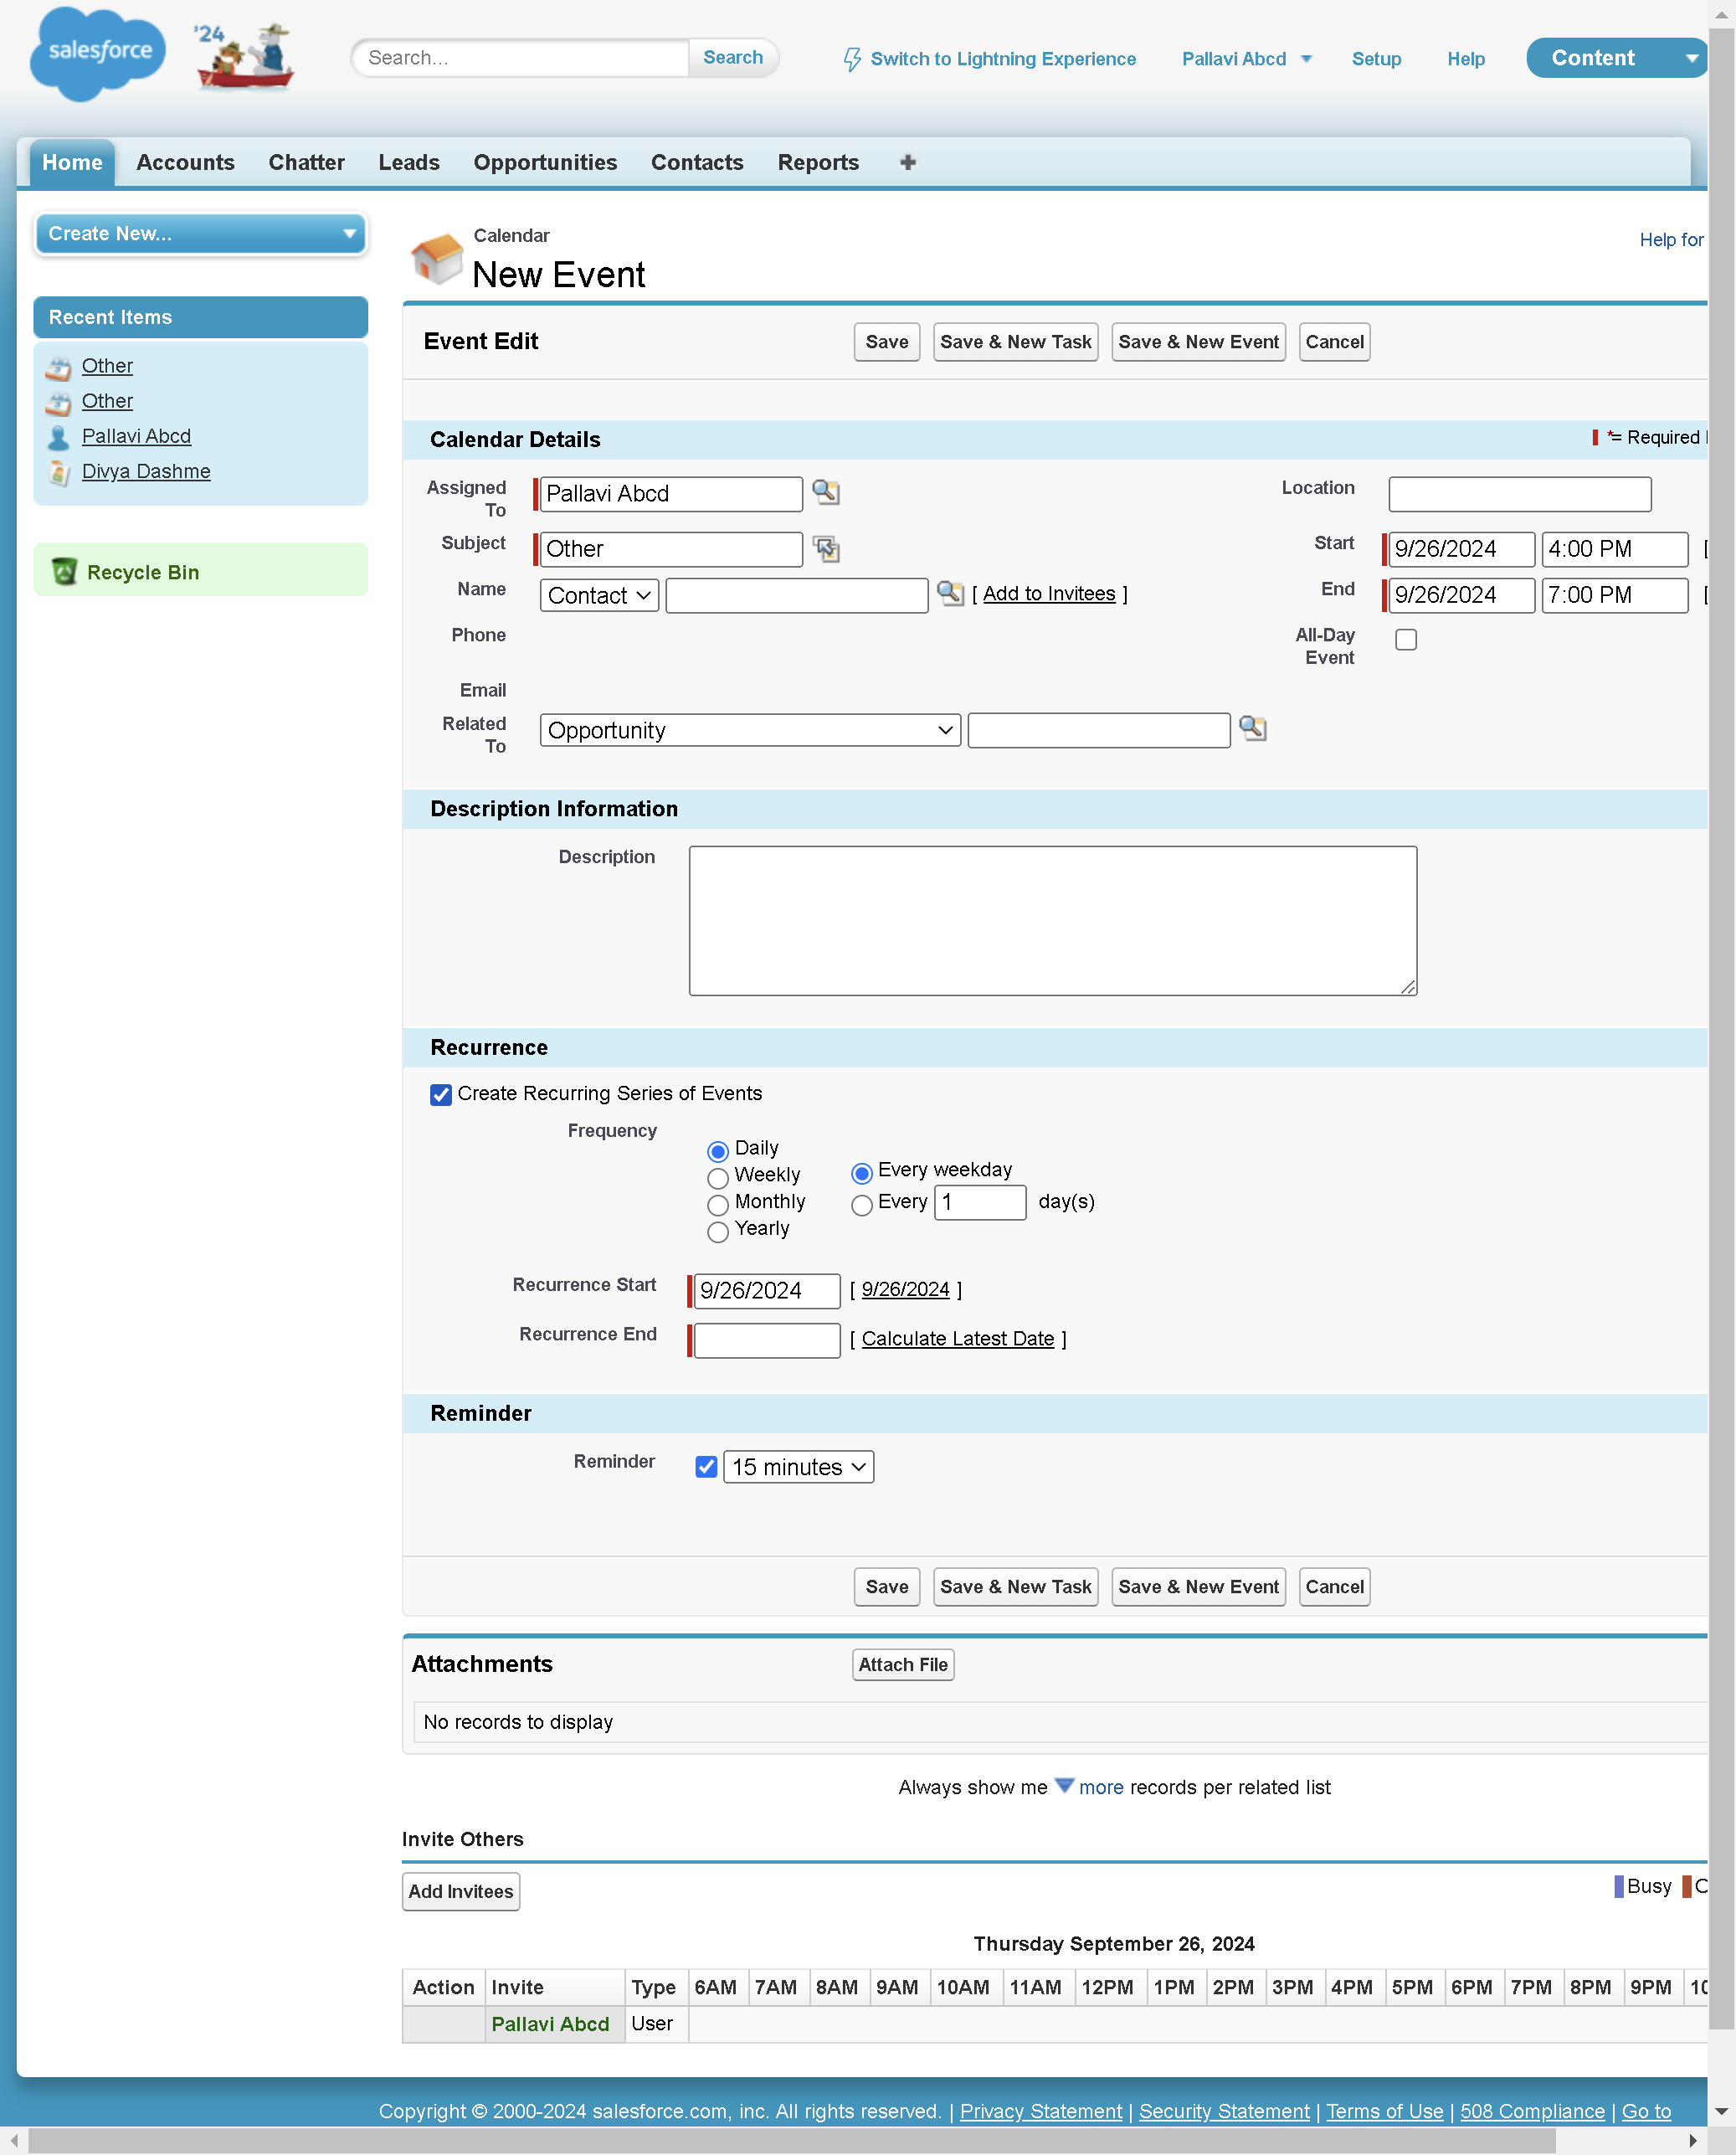 salesforce
'24
Search...
Search
Switch to Lightning Experience
Pallavi Abcd
Setup
Help
Content
Home
Accounts
Chatter
Leads
Opportunities
Contacts
Reports
Create New...
Recent Items
Other
Other
Pallavi Abcd
Divya Dashme
Recycle Bin
Calendar
New Event
Help for
Event Edit
Save
Save & New Task
Save & New Event
Cancel
Calendar Details
*= Required
Assigned To
Pallavi Abcd
Location
Subject
Other
Start
9/26/2024
4:00 PM
[
Name
Contact
[ Add to Invitees ]
End
9/26/2024
7:00 PM
[
Phone
All-Day Event
Email
Related To
Opportunity
Description Information
Description
Recurrence
Create Recurring Series of Events
Frequency
Daily
Weekly
Monthly
Yearly
Every weekday
Every 1 day(s)
Recurrence Start
9/26/2024
[ 9/26/2024 ]
Recurrence End
[ Calculate Latest Date ]
Reminder
Reminder
15 minutes
Save
Save & New Task
Save & New Event
Cancel
Attachments
Attach File
No records to display
Always show me more records per related list
Invite Others
Add Invitees
Busy
Thursday September 26, 2024
Action Invite Type 6AM 7AM 8AM 9AM 10AM 11AM 12PM 1PM 2PM 3PM 4PM 5PM 6PM 7PM 8PM 9PM 10
Pallavi Abcd User
Copyright © 2000-2024 salesforce.com, inc. All rights reserved. | Privacy Statement | Security Statement | Terms of Use | 508 Compliance | Go to